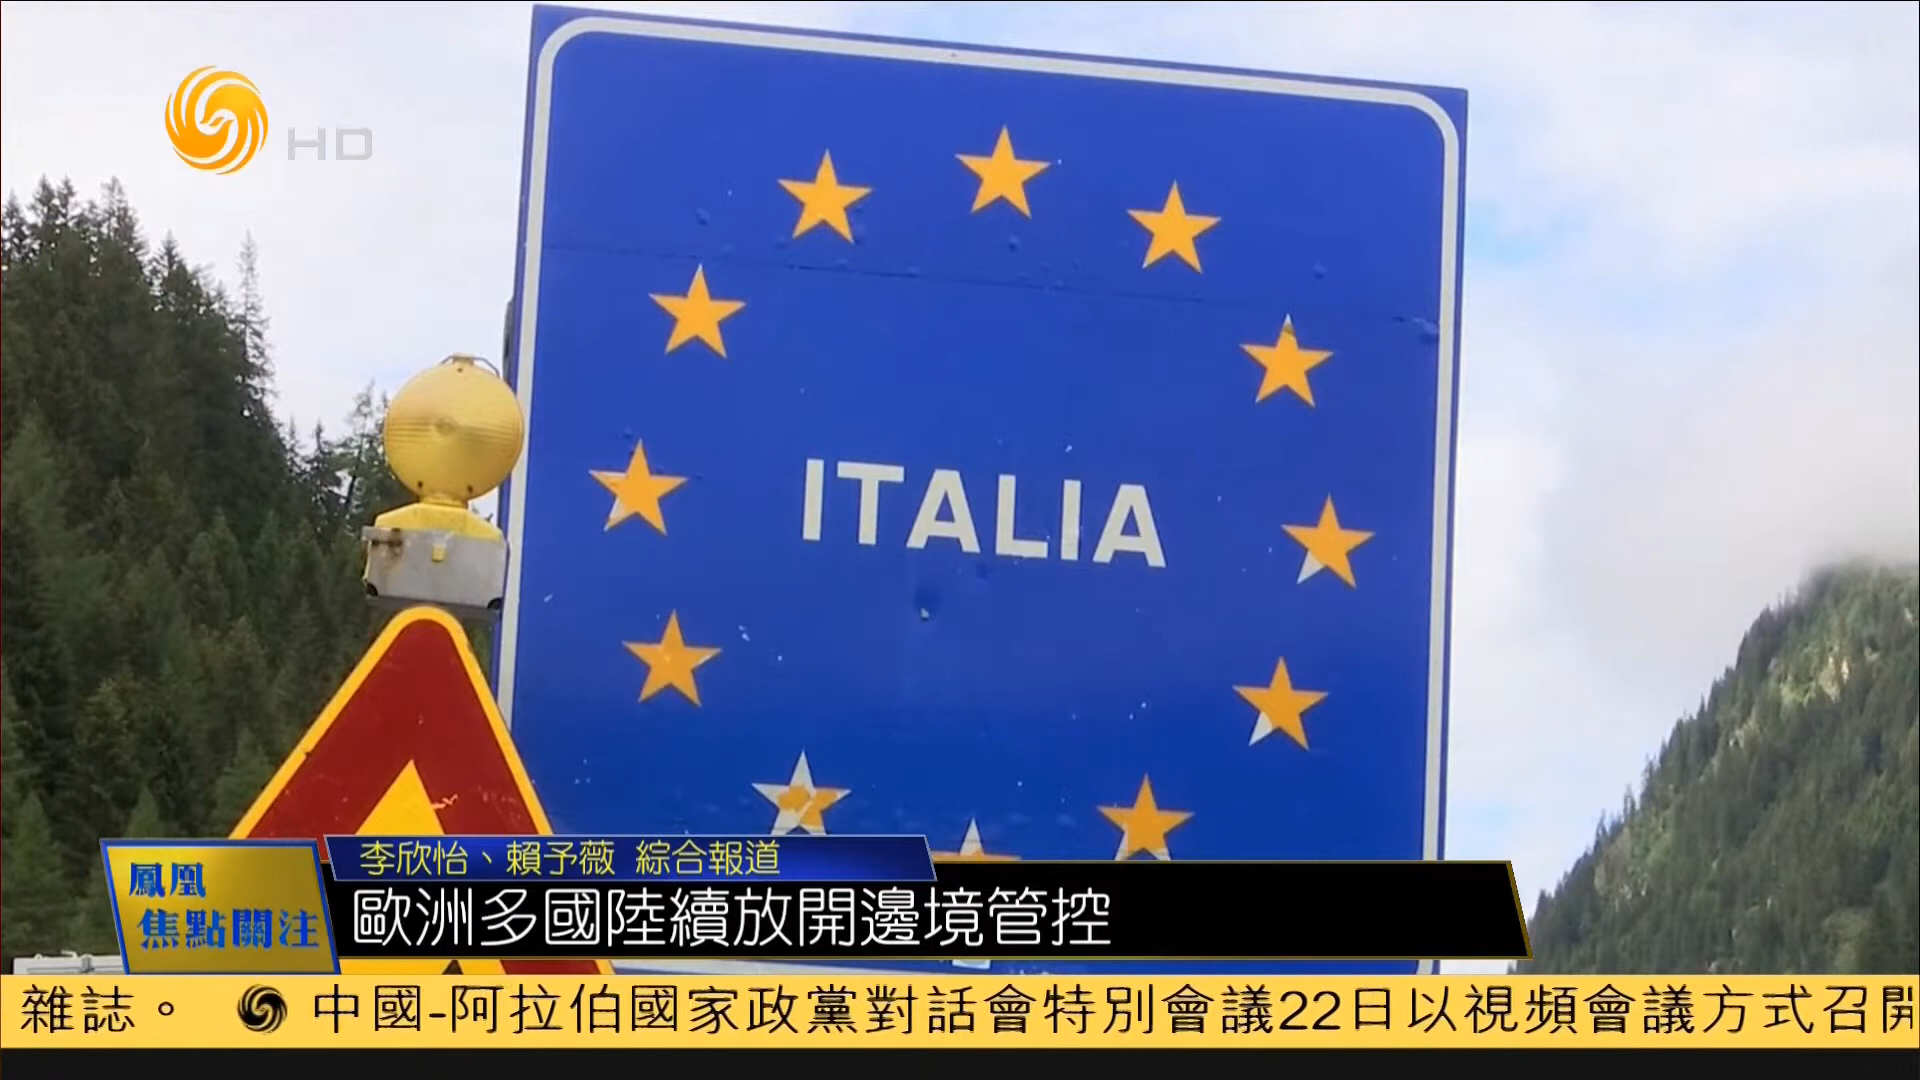 HD
ITALIA
李欣怡、賴予薇 綜合報道
鳳凰
焦點關注
歐洲多國陸續放開邊境管控
雜誌。 中國-阿拉伯國家政黨對話會特別會議22日以視頻會議方式召開